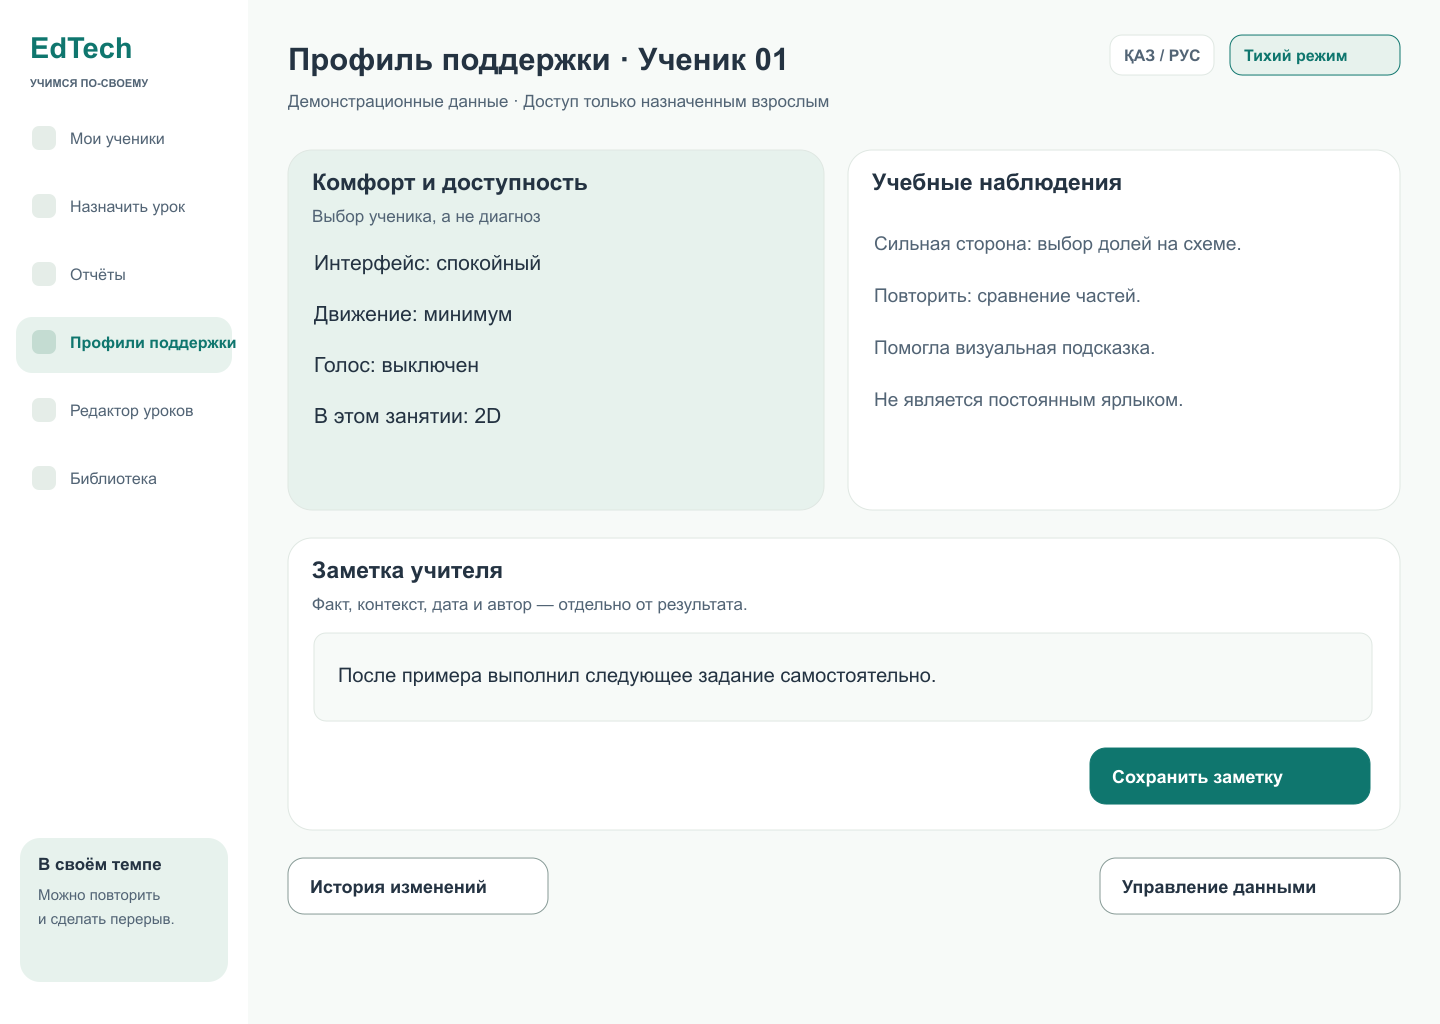 EdTech
УЧИМСЯ ПО-СВОЕМУ
Мои ученики
Назначить урок
Отчёты
Профили поддержки
Редактор уроков
Библиотека
В своём темпе
Можно повторить
и сделать перерыв.
Профиль поддержки · Ученик 01
Демонстрационные данные · Доступ только назначенным взрослым
ҚАЗ / РУС
Тихий режим
Комфорт и доступность
Выбор ученика, а не диагноз
Интерфейс: спокойный
Движение: минимум
Голос: выключен
В этом занятии: 2D
Учебные наблюдения
Сильная сторона: выбор долей на схеме.
Повторить: сравнение частей.
Помогла визуальная подсказка.
Не является постоянным ярлыком.
Заметка учителя
Факт, контекст, дата и автор — отдельно от результата.
После примера выполнил следующее задание самостоятельно.
Сохранить заметку
История изменений
Управление данными